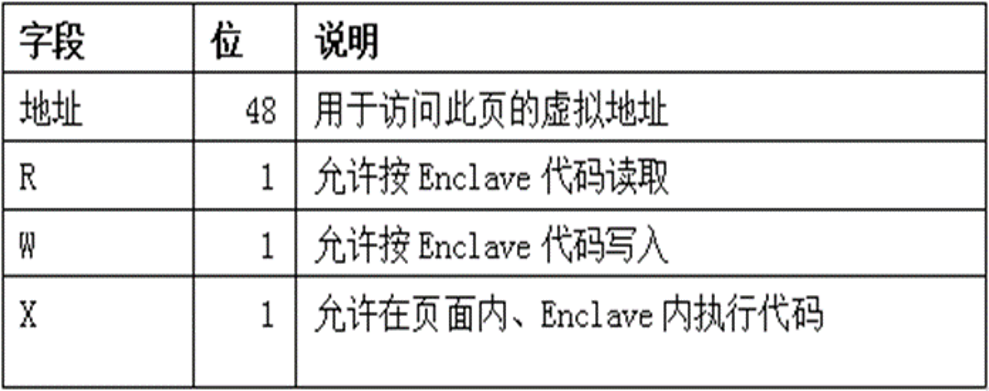 字段 位 说明
地址 48 用于访问此页的虚拟地址
R 1 允许按 Enclave 代码读取
W 1 允许按 Enclave 代码写入
X 1 允许在页面内、Enclave 内执行代码